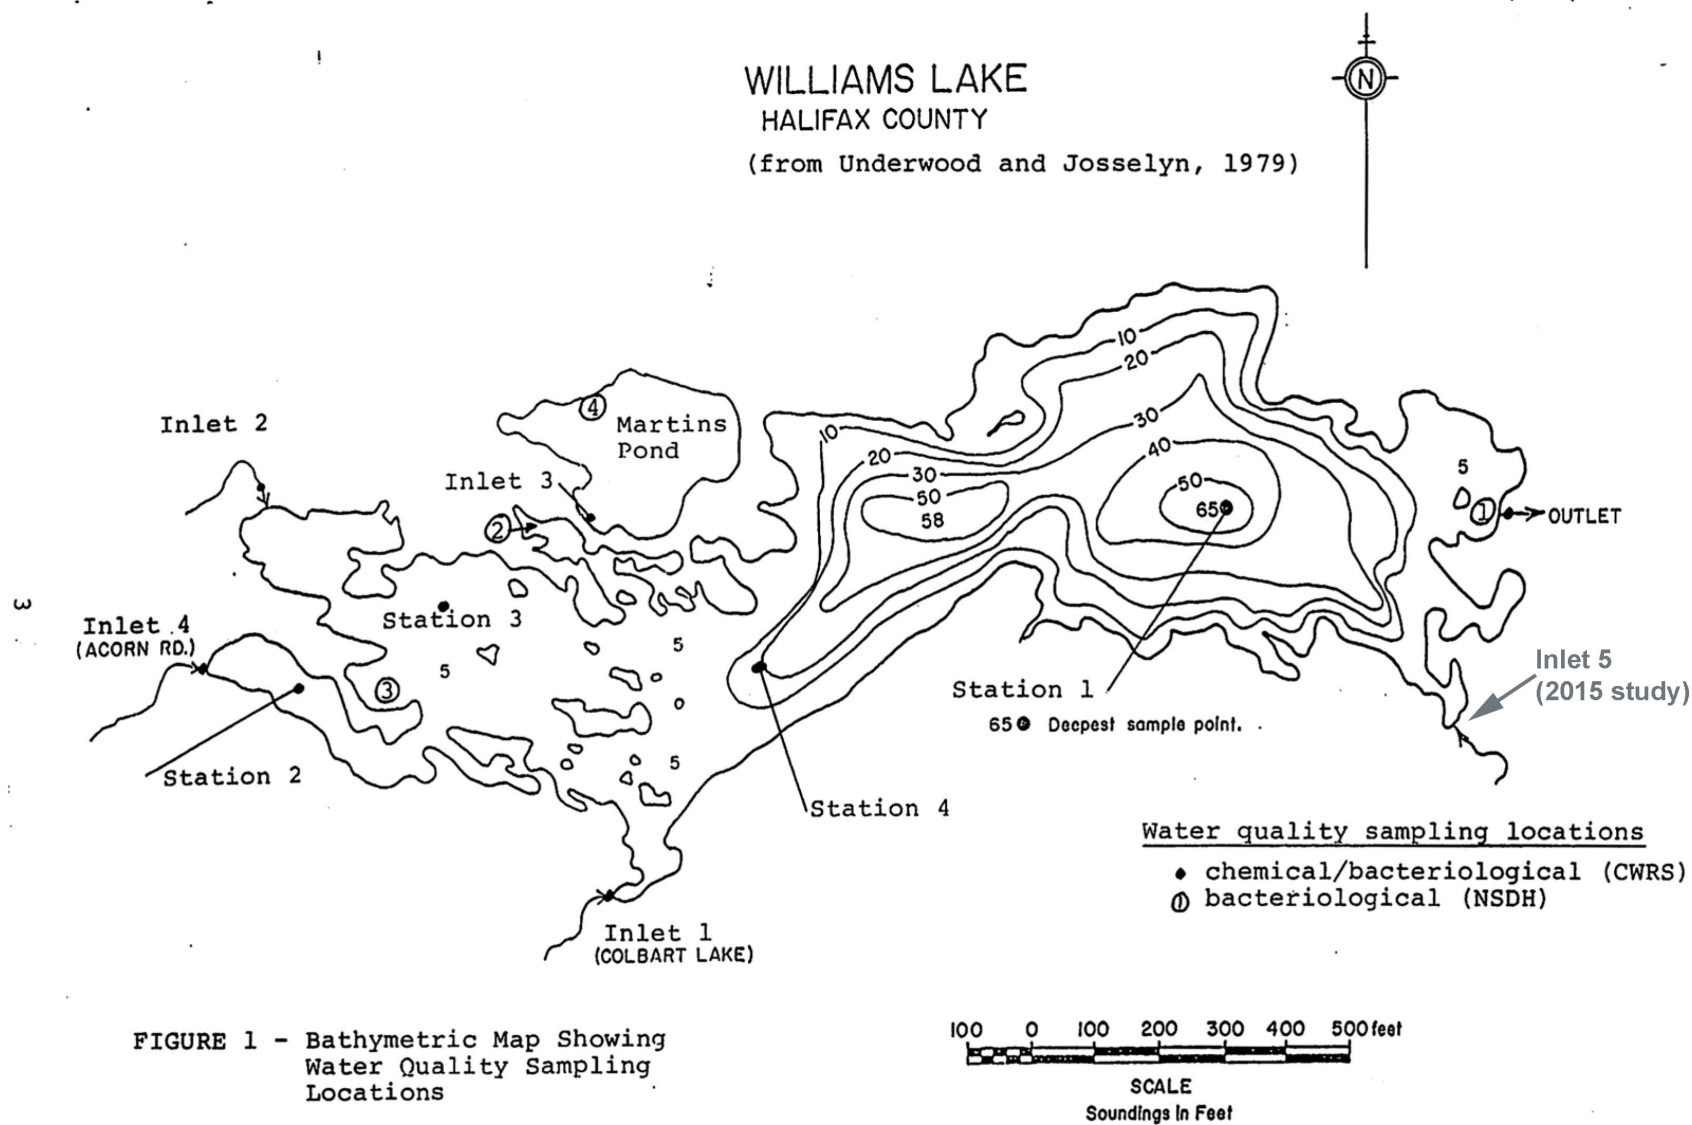 WILLIAMS LAKE
HALIFAX COUNTY
(from Underwood and Josselyn, 1979)
N
10
20
30
40
50
65
10
20
30
50
58
Inlet 2
4
Martins
Pond
Inlet 3
2
5
1
OUTLET
Station 3
5
5
5
Inlet 4
(ACORN RD.)
3
3
Station 2
Station 1
65 Deepest sample point.
Inlet 5
(2015 study)
Station 4
Inlet 1
(COLBART LAKE)
Water quality sampling locations
chemical/bacteriological (CWRS)
1 bacteriological (NSDH)
FIGURE 1 - Bathymetric Map Showing
Water Quality Sampling
Locations
100 0 100 200 300 400 500 feet
SCALE
Soundings In Feet